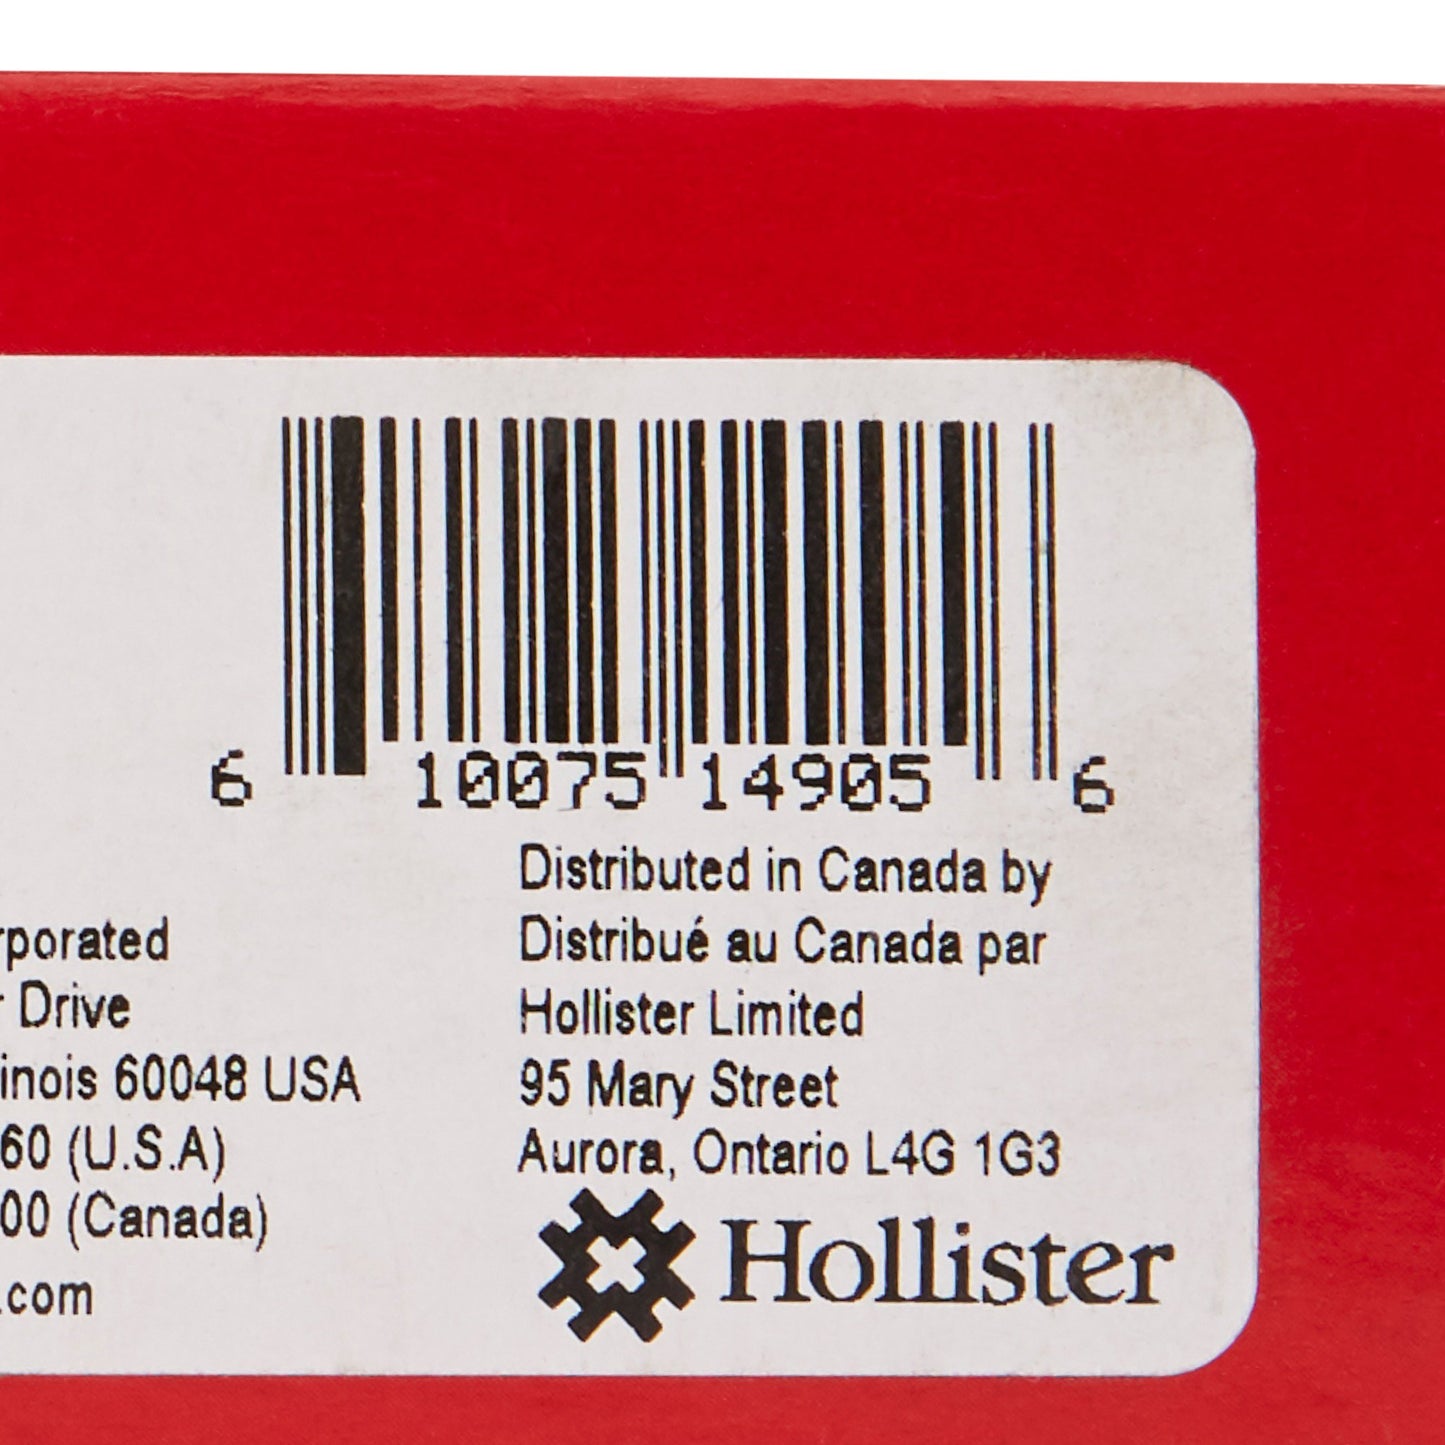 6 10075 14905 6
rporated
r Drive
inois 60048 USA
60 (U.S.A)
00 (Canada)
.com
Distributed in Canada by
Distribué au Canada par
Hollister Limited
95 Mary Street
Aurora, Ontario L4G 1G3
Hollister